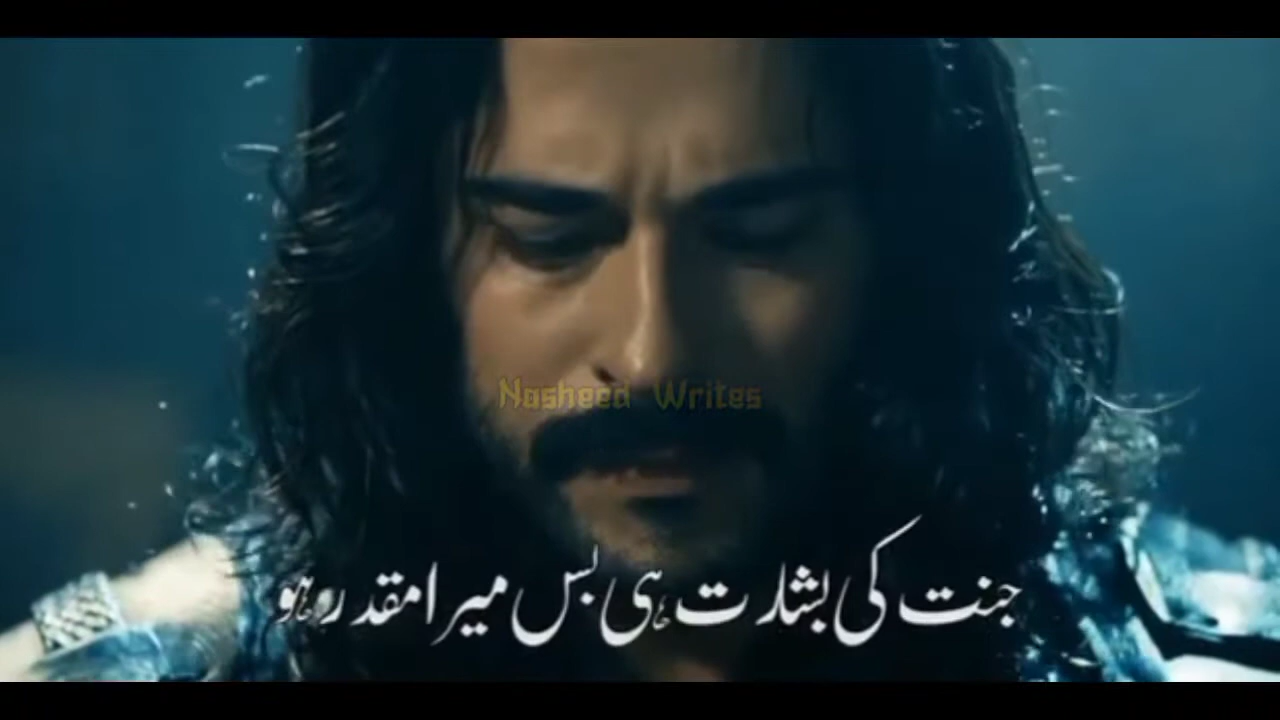 Nasheed Writes
جنت کی بشارت ہی بس میرا مقدر ہو